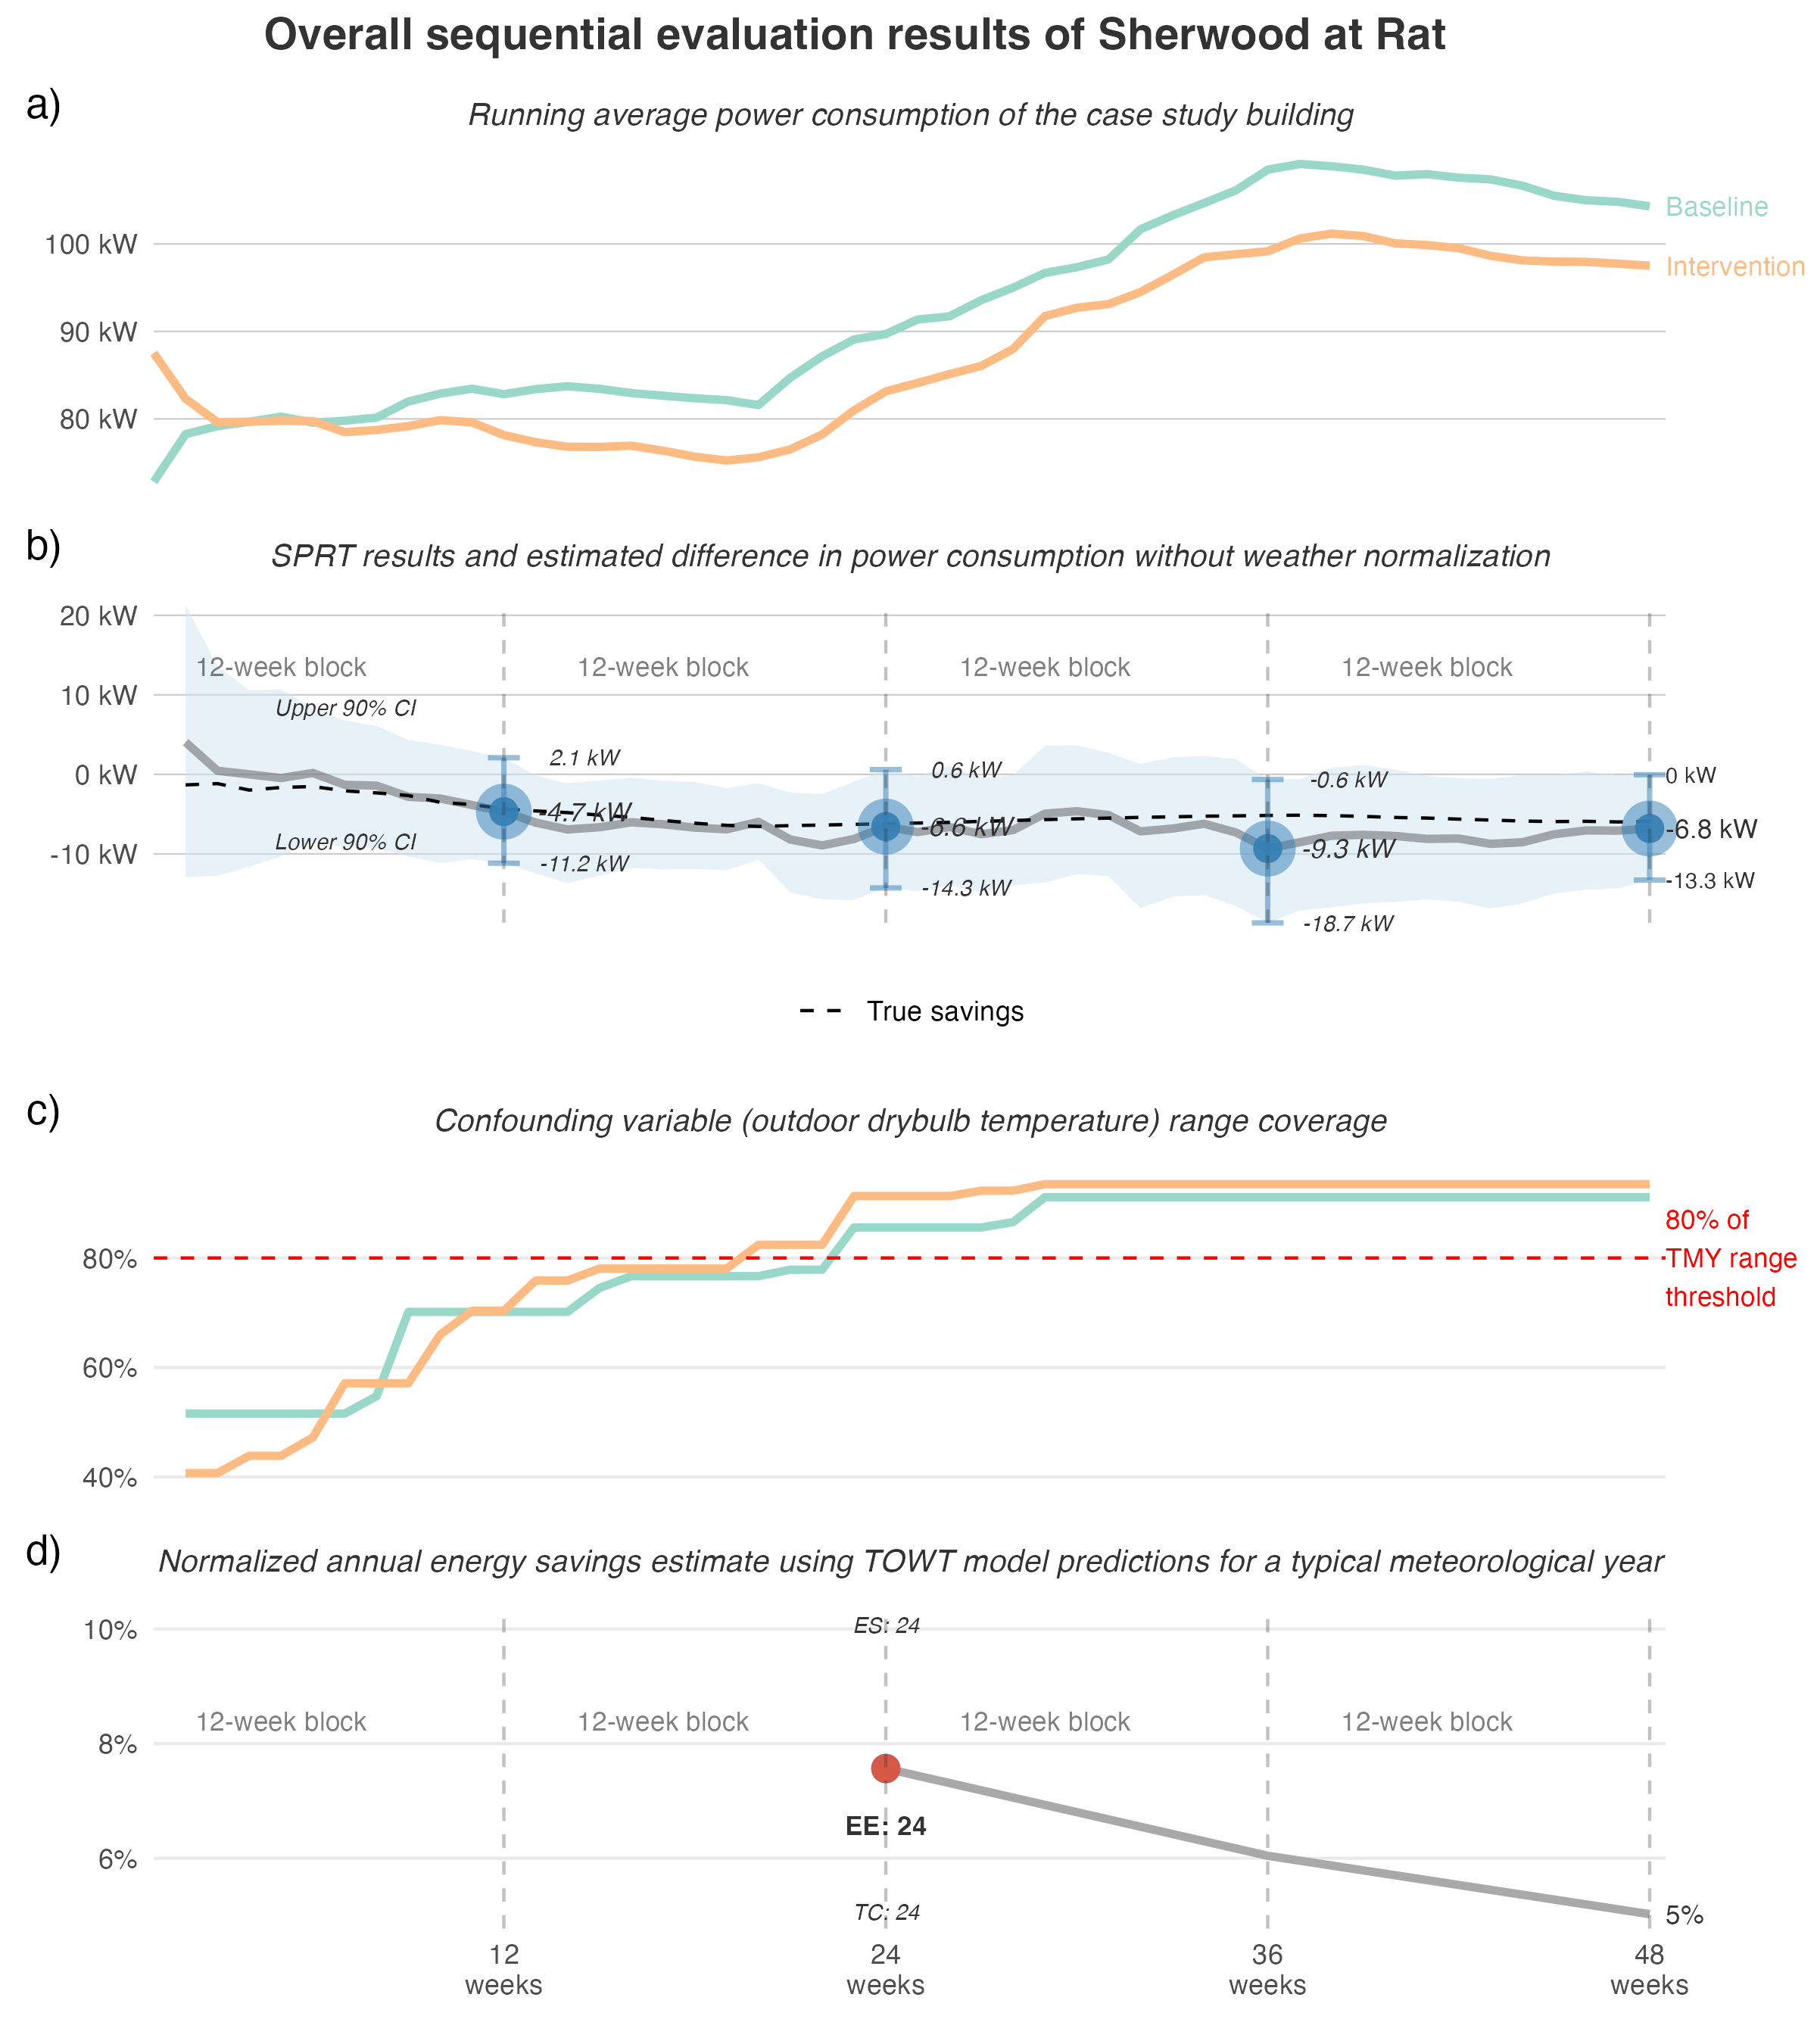 Overall sequential evaluation results of Sherwood at Rat
a)
Running average power consumption of the case study building
100 kW
90 kW
80 kW
Baseline
Intervention
b)
SPRT results and estimated difference in power consumption without weather normalization
20 kW
10 kW
0 kW
-10 kW
12-week block
12-week block
12-week block
12-week block
Upper 90% CI
Lower 90% CI
2.1 kW
-4.7 kW
-11.2 kW
0.6 kW
-6.6 kW
-14.3 kW
-0.6 kW
-9.3 kW
-18.7 kW
0 kW
-6.8 kW
-13.3 kW
True savings
c)
Confounding variable (outdoor drybulb temperature) range coverage
80%
60%
40%
80% of
TMY range
threshold
d)
Normalized annual energy savings estimate using TOWT model predictions for a typical meteorological year
10%
8%
6%
ES: 24
12-week block
12-week block
12-week block
12-week block
EE: 24
TC: 24
5%
12
weeks
24
weeks
36
weeks
48
weeks